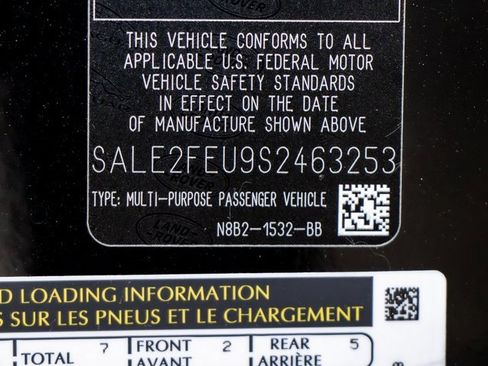 THIS VEHICLE CONFORMS TO ALL
APPLICABLE U.S. FEDERAL MOTOR
VEHICLE SAFETY STANDARDS
IN EFFECT ON THE DATE
OF MANUFACTURE SHOWN ABOVE
SALE2FEU9S2463253
TYPE: MULTI-PURPOSE PASSENGER VEHICLE
LAND-
ROVER
N8B2-1532-BB
D LOADING INFORMATION
S SUR LES PNEUS ET LE CHARGEMENT
TOTAL 7 FRONT 2 REAR 5
AVANT ARRIÈRE